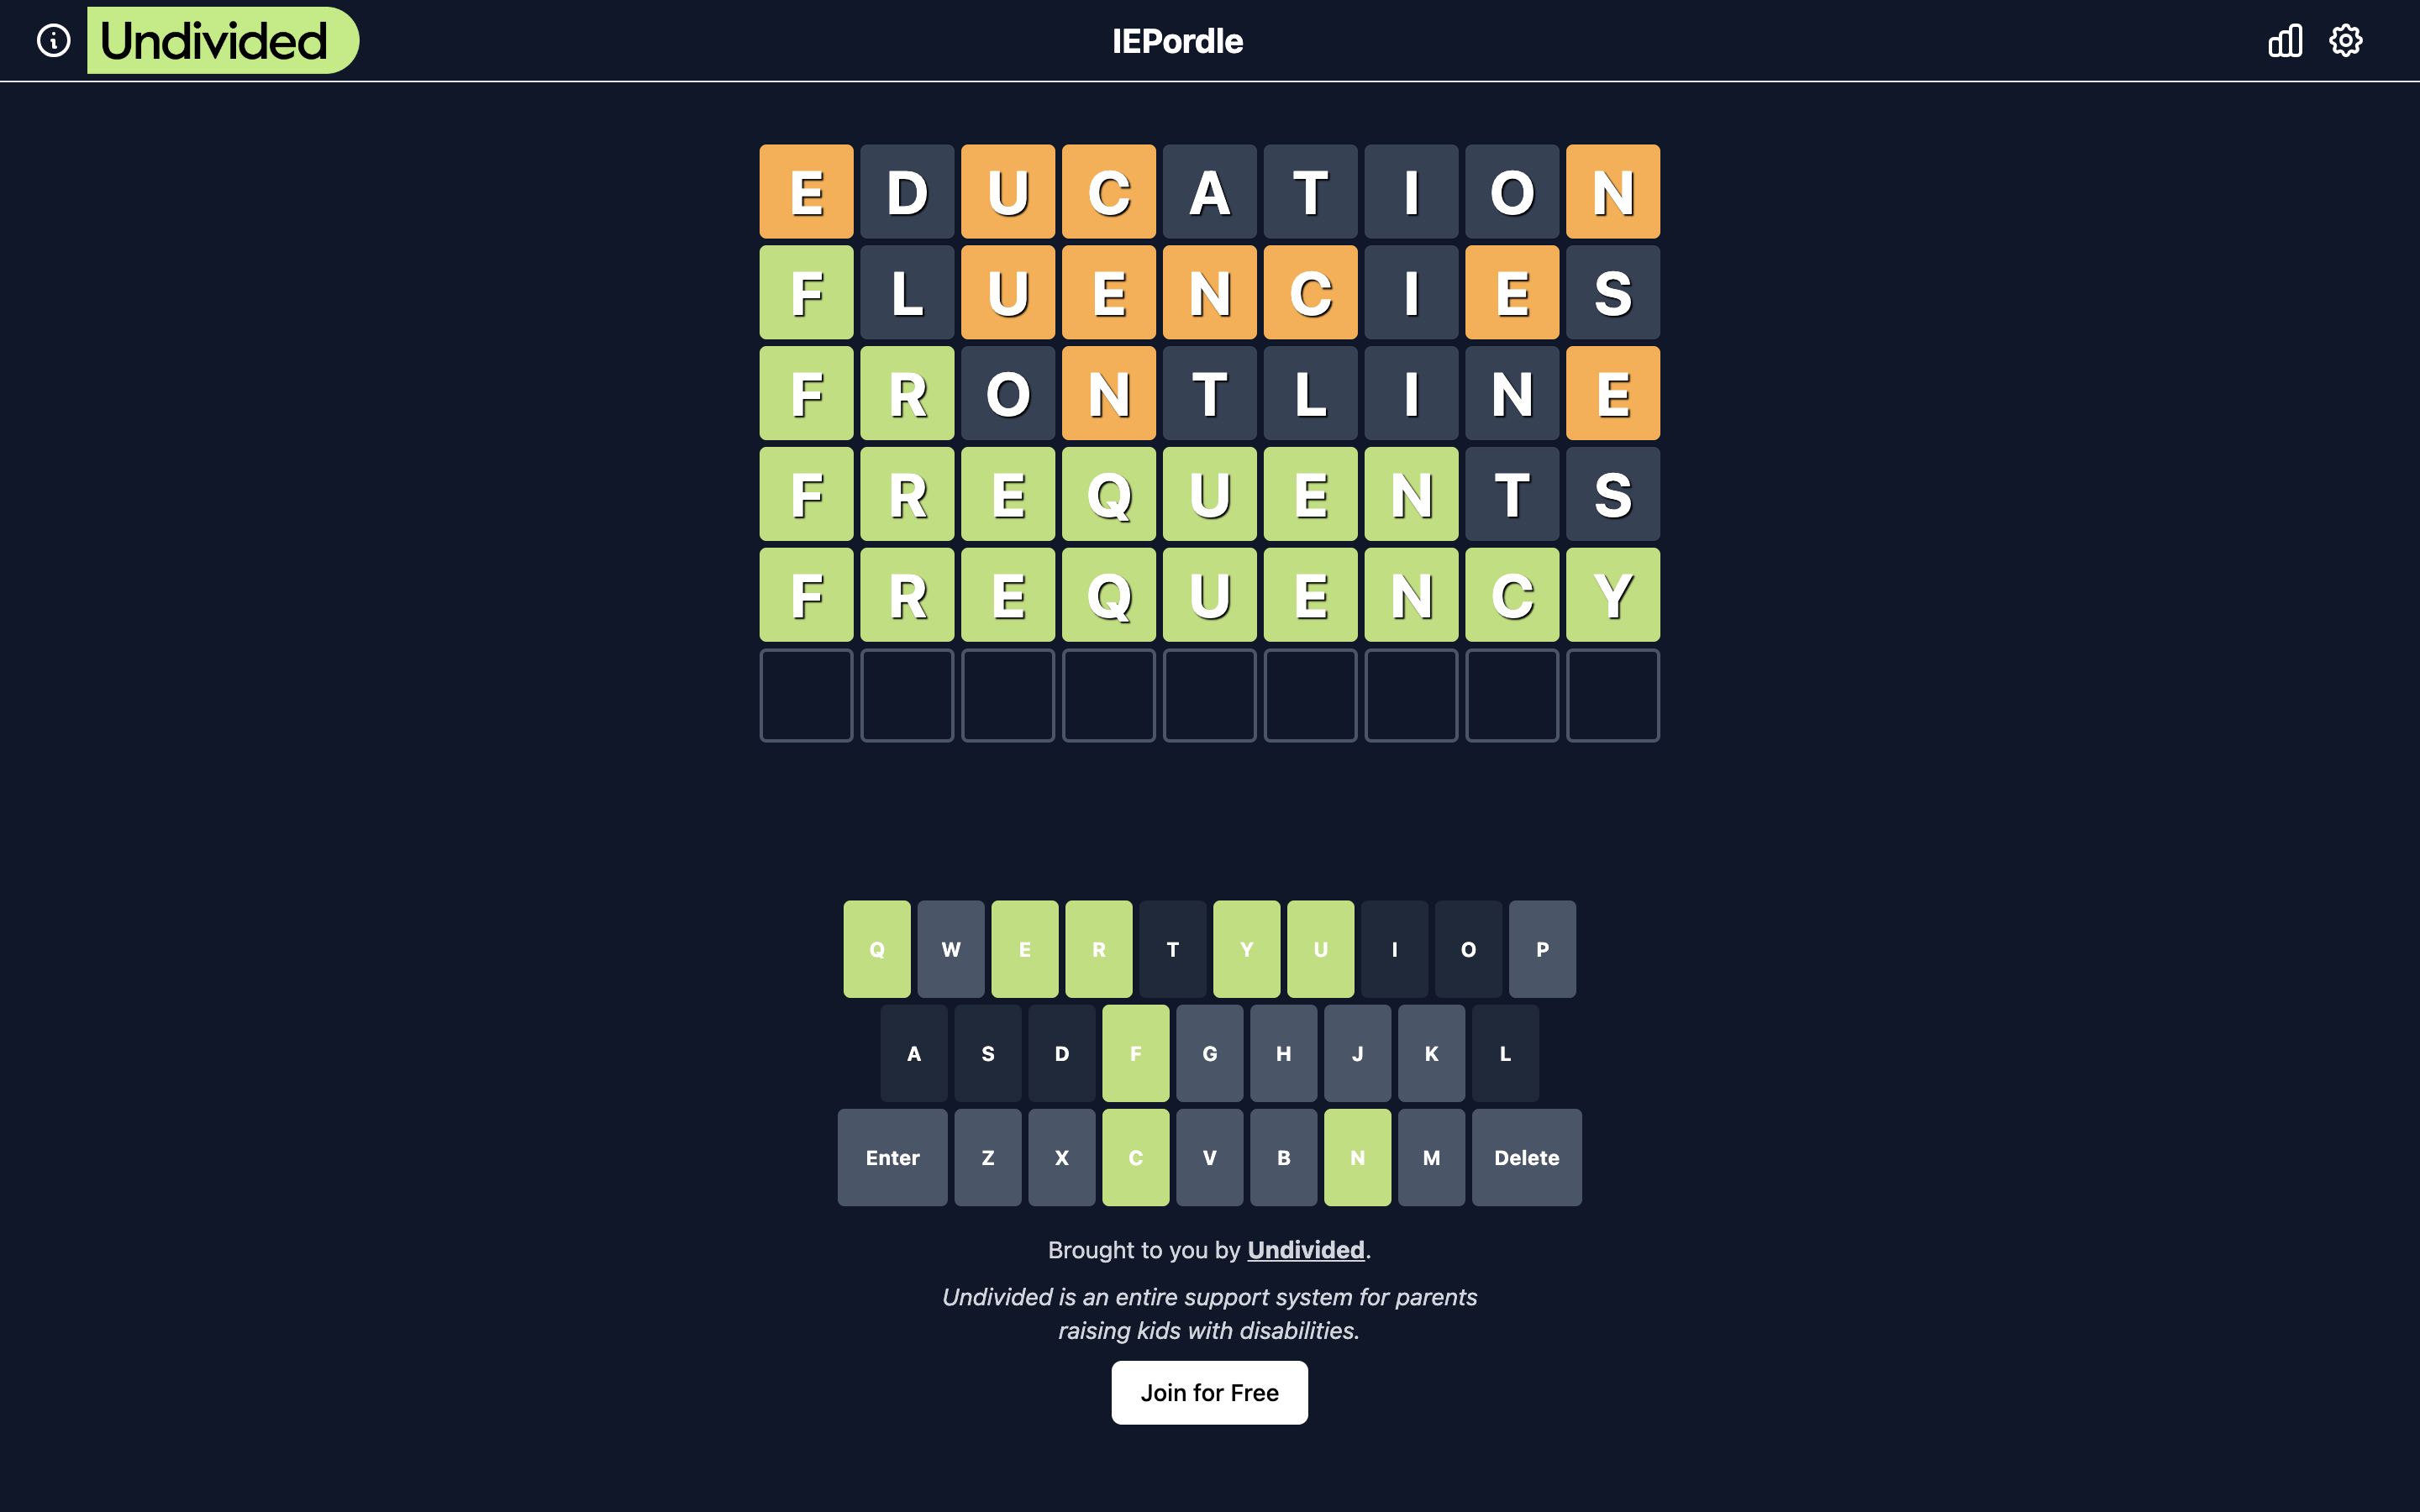 Undivided
IEPordle
E D U C A T I O N
F L U E N C I E S
F R O N T L I N E
F R E Q U E N T S
F R E Q U E N C Y
Q W E R T Y U I O P
A S D F G H J K L
Enter Z X C V B N M Delete
Brought to you by Undivided.
Undivided is an entire support system for parents
raising kids with disabilities.
Join for Free